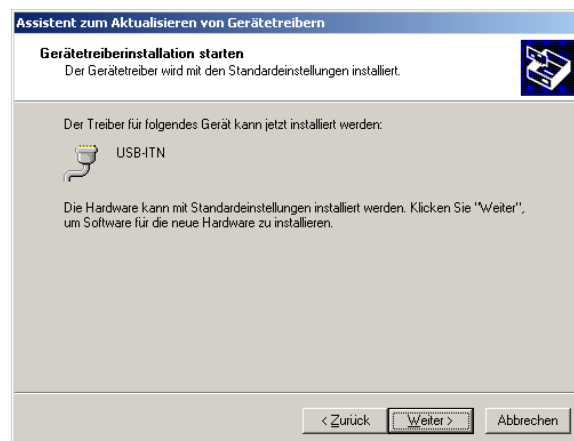 Assistent zum Aktualisieren von Gerätetreibern
Gerätetreiberinstallation starten
Der Gerätetreiber wird mit den Standardeinstellungen installiert.
Der Treiber für folgendes Gerät kann jetzt installiert werden:
USB-ITN
Die Hardware kann mit Standardeinstellungen installiert werden. Klicken Sie "Weiter",
um Software für die neue Hardware zu installieren.
< Zurück Weiter > Abbrechen